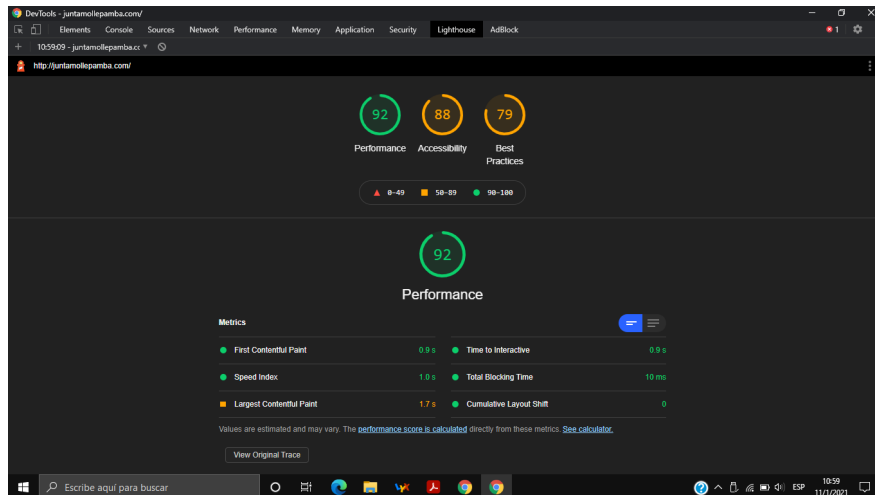 DevTools - juntamollepamba.com/
Elements Console Sources Network Performance Memory Application Security Lighthouse AdBlock 1
10:59:09 - juntamollepamba.cc
http://juntamollepamba.com/
92 88 79
Performance Accessibility Best Practices
0-49 50-89 90-100
92
Performance
Metrics
First Contentful Paint 0.9 s Time to Interactive 0.9 s
Speed Index 1.0 s Total Blocking Time 10 ms
Largest Contentful Paint 1.7 s Cumulative Layout Shift 0
Values are estimated and may vary. The performance score is calculated directly from these metrics. See calculator.
View Original Trace
Escribe aquí para buscar ESP 10:59
11/1/2021